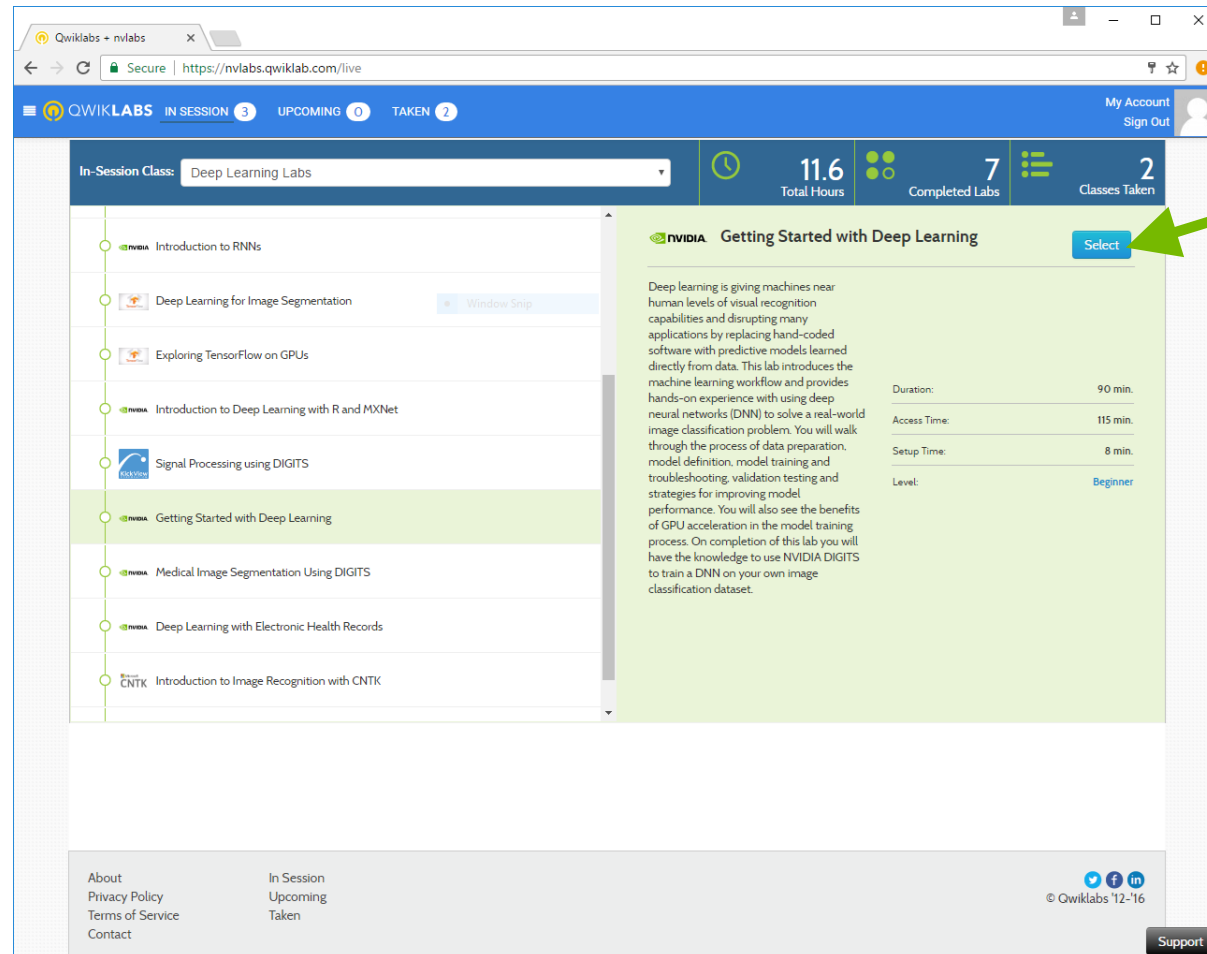 Qwiklabs + nvlabs
Secure | https://nvlabs.qwiklab.com/live
QWIKLABS IN SESSION 3 UPCOMING 0 TAKEN 2
My Account
Sign Out
In-Session Class: Deep Learning Labs
11.6
Total Hours
7
Completed Labs
2
Classes Taken
NVIDIA Introduction to RNNs
Deep Learning for Image Segmentation
Window Snip
Exploring TensorFlow on GPUs
NVIDIA Introduction to Deep Learning with R and MXNet
KickView Signal Processing using DIGITS
NVIDIA Getting Started with Deep Learning
NVIDIA Medical Image Segmentation Using DIGITS
NVIDIA Deep Learning with Electronic Health Records
CNTK Introduction to Image Recognition with CNTK
NVIDIA. Getting Started with Deep Learning
Select
Deep learning is giving machines near
human levels of visual recognition
capabilities and disrupting many
applications by replacing hand-coded
software with predictive models learned
directly from data. This lab introduces the
machine learning workflow and provides
hands-on experience with using deep
neural networks (DNN) to solve a real-world
image classification problem. You will walk
through the process of data preparation,
model definition, model training and
troubleshooting, validation testing and
strategies for improving model
performance. You will also see the benefits
of GPU acceleration in the model training
process. On completion of this lab you will
have the knowledge to use NVIDIA DIGITS
to train a DNN on your own image
classification dataset.
Duration: 90 min.
Access Time: 115 min.
Setup Time: 8 min.
Level: Beginner
About
Privacy Policy
Terms of Service
Contact
In Session
Upcoming
Taken
© Qwiklabs '12-'16
Support